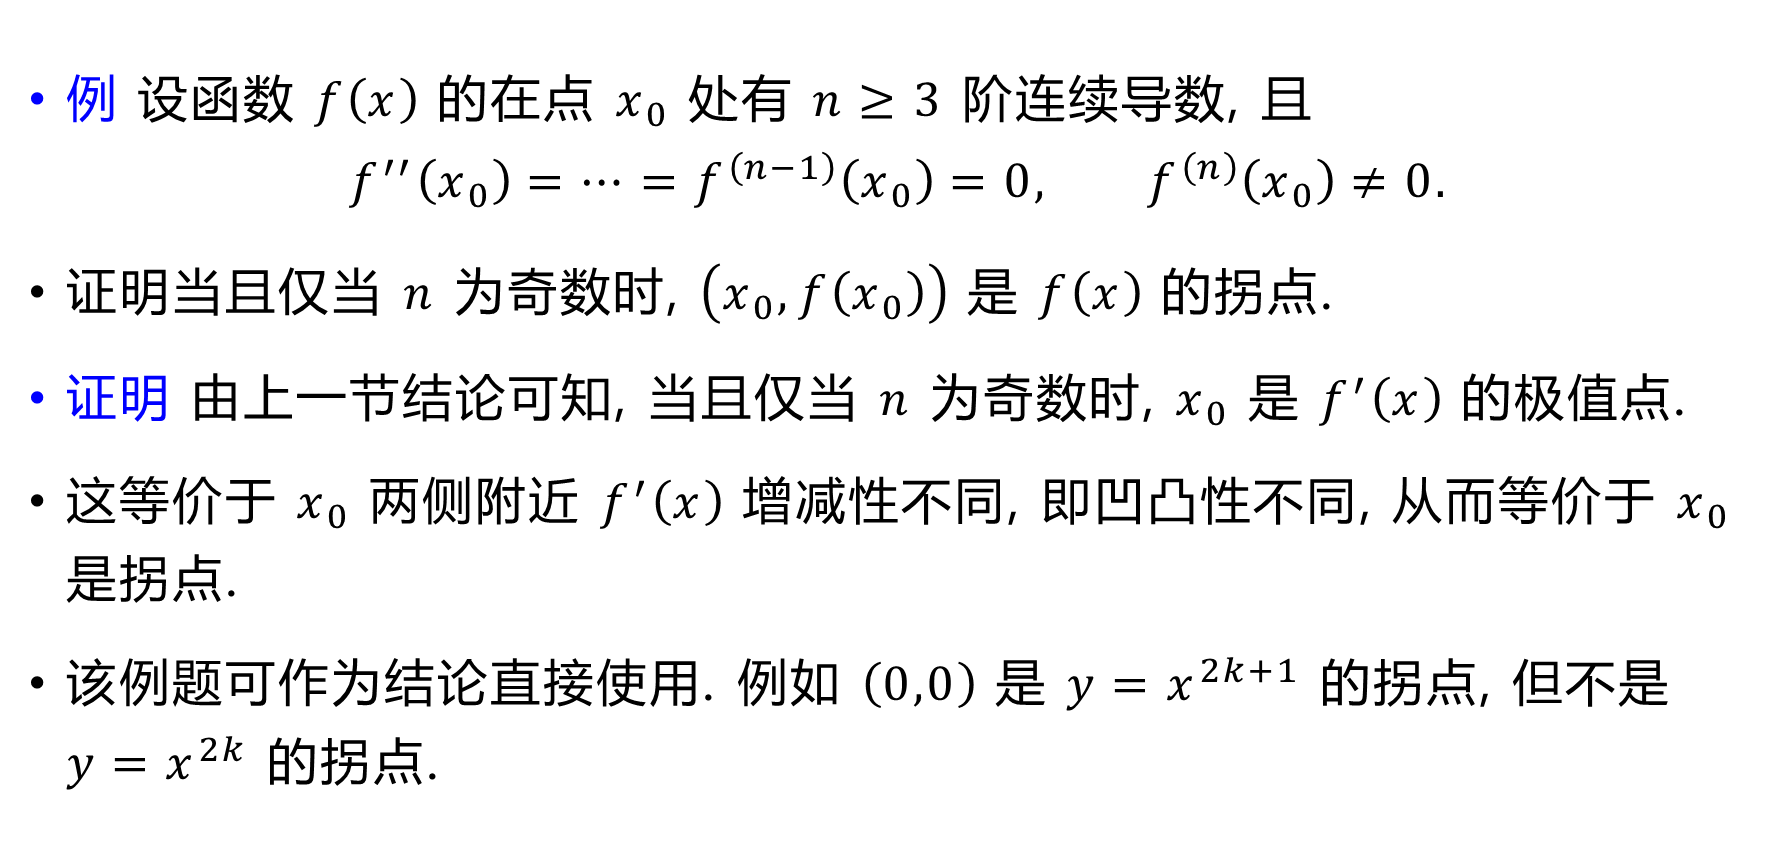 • 例 设函数 f(x) 的在点 x₀ 处有 n ≥ 3 阶连续导数, 且
f′′(x₀) = ⋯ = f⁽ⁿ⁻¹⁾(x₀) = 0, f⁽ⁿ⁾(x₀) ≠ 0.
• 证明当且仅当 n 为奇数时, (x₀, f(x₀)) 是 f(x) 的拐点.
• 证明 由上一节结论可知, 当且仅当 n 为奇数时, x₀ 是 f′(x) 的极值点.
• 这等价于 x₀ 两侧附近 f′(x) 增减性不同, 即凹凸性不同, 从而等价于 x₀
是拐点.
• 该例题可作为结论直接使用. 例如 (0,0) 是 y = x²ᵏ⁺¹ 的拐点, 但不是
y = x²ᵏ 的拐点.